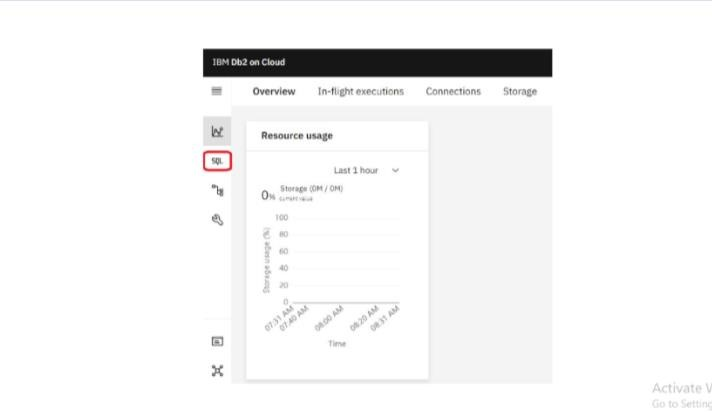 IBM Db2 on Cloud
Overview In-flight executions Connections Storage
Resource usage
SQL
Last 1 hour
0% Storage (0M / 0M)
current value
100
80
60
40
20
0
Storage usage (%)
07:31 AM 07:40 AM 08:00 AM 08:20 AM 08:31 AM
Time
Activate
Go to Setting